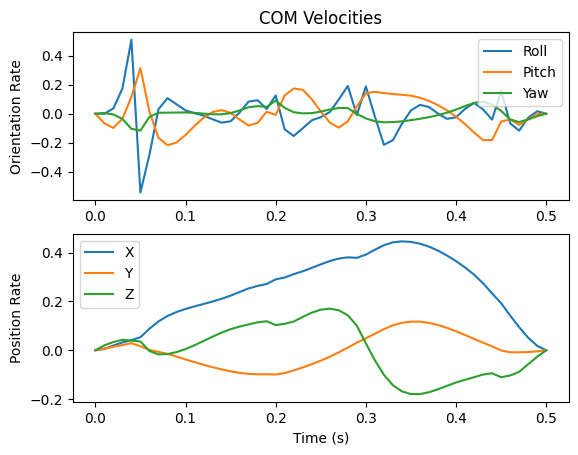 COM Velocities
Orientation Rate
0.4
0.2
0.0
−0.2
−0.4
Roll
Pitch
Yaw
0.0 0.1 0.2 0.3 0.4 0.5
Position Rate
0.4
0.2
0.0
−0.2
X
Y
Z
0.0 0.1 0.2 0.3 0.4 0.5
Time (s)